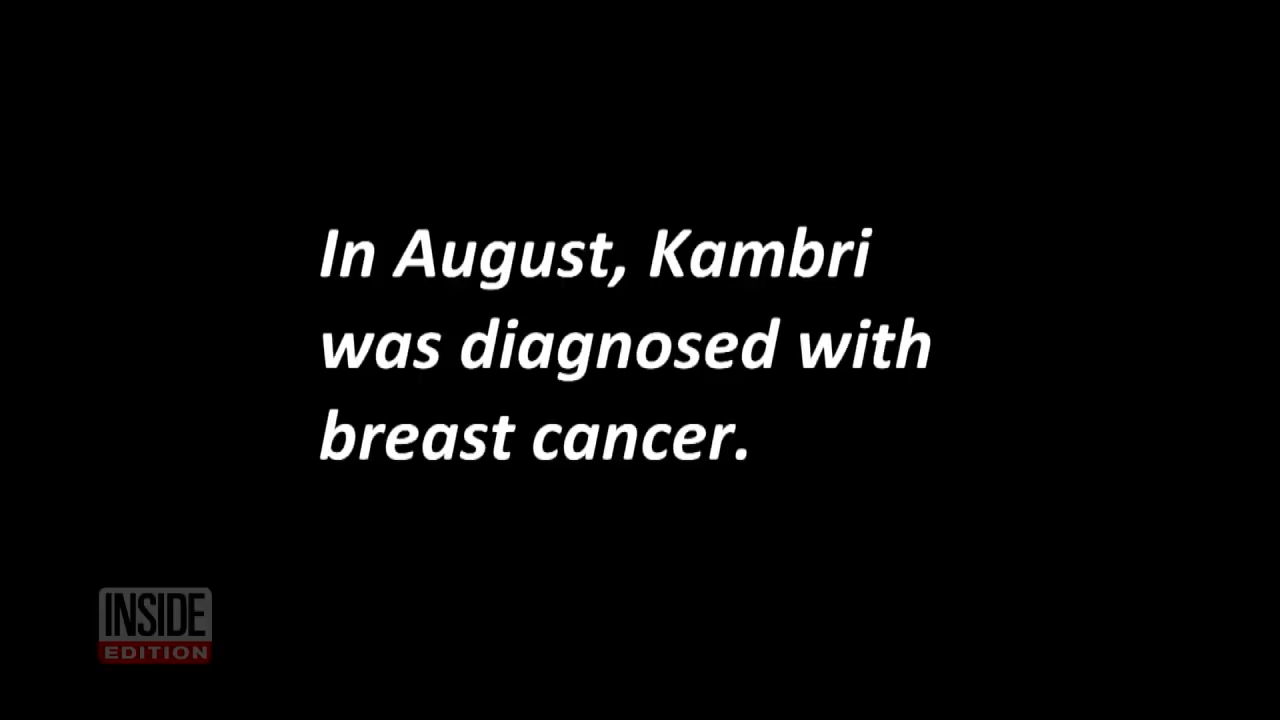 In August, Kambri
was diagnosed with
breast cancer.
INSIDE
EDITION